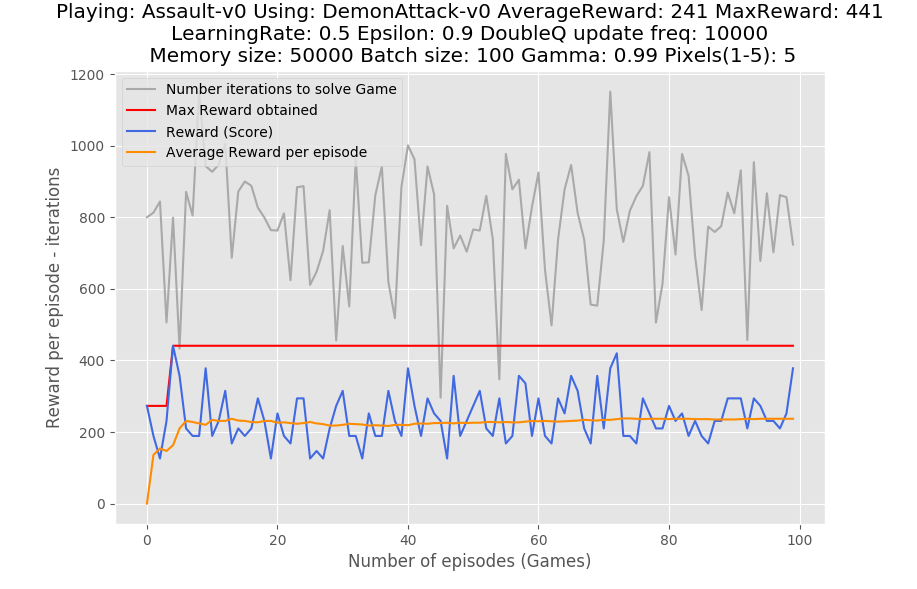 Playing: Assault-v0 Using: DemonAttack-v0 AverageReward: 241 MaxReward: 441
LearningRate: 0.5 Epsilon: 0.9 DoubleQ update freq: 10000
Memory size: 50000 Batch size: 100 Gamma: 0.99 Pixels(1-5): 5
Number iterations to solve Game
Max Reward obtained
Reward (Score)
Average Reward per episode
Reward per episode - iterations
1200
1000
800
600
400
200
0
0 20 40 60 80 100
Number of episodes (Games)